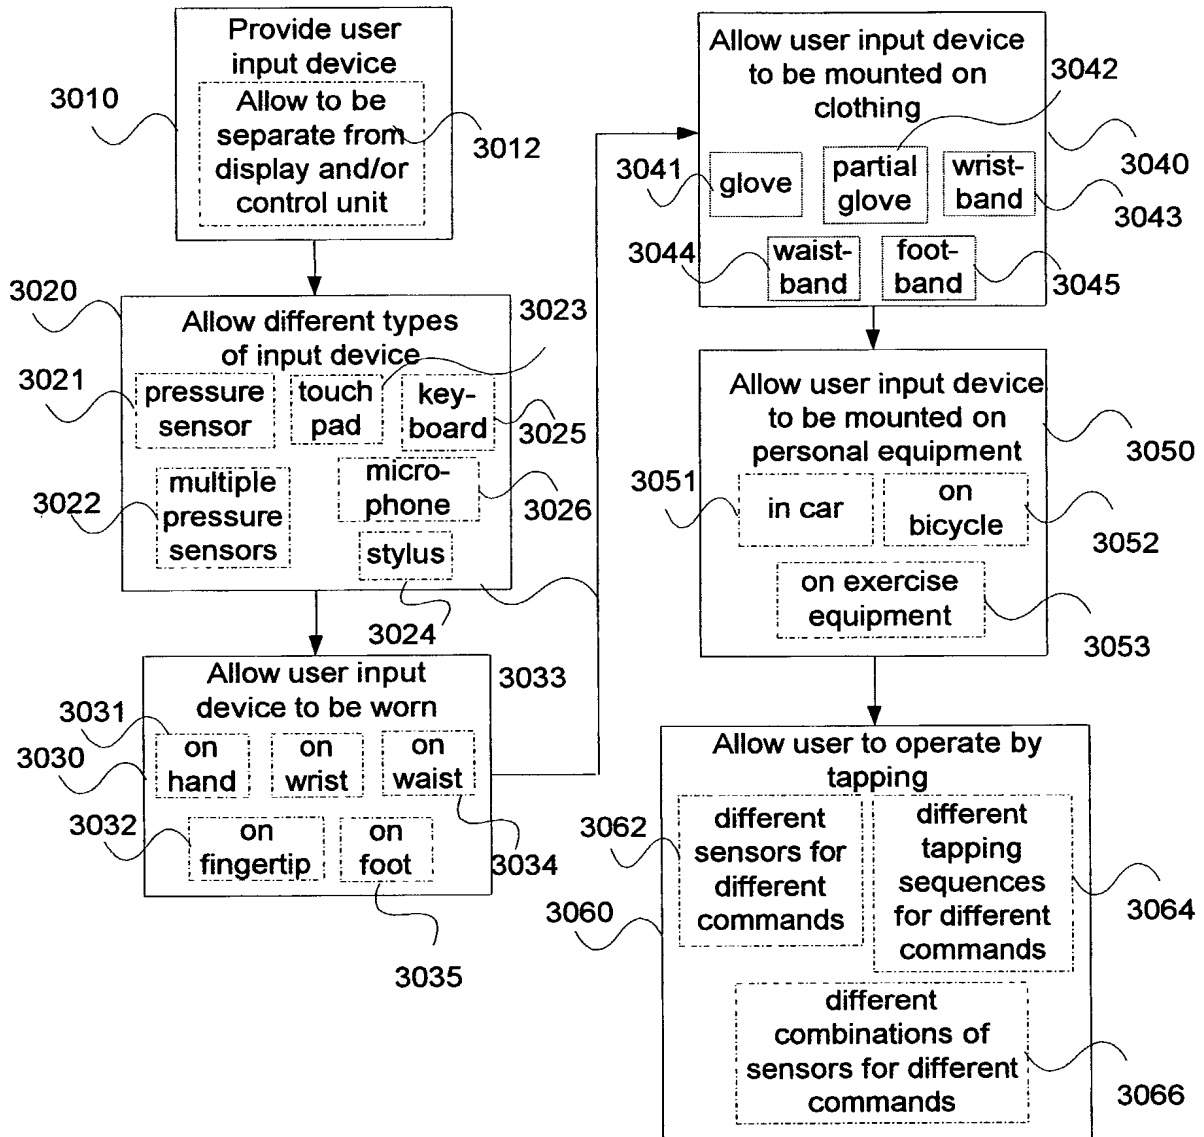 Provide user
input device
3010
Allow to be
separate from
display and/or
control unit
3012
3020
Allow different types
of input device
3023
3021
pressure
sensor
touch
pad
key-
board
3025
3022
multiple
pressure
sensors
micro-
phone
3026
stylus
3024
Allow user input
device to be worn
3033
3031
3030
on
hand
on
wrist
on
waist
3032
on
fingertip
on
foot
3034
3035
Allow user input device
to be mounted on
clothing
3042
3040
3041
glove
partial
glove
wrist-
band
3043
3044
waist-
band
foot-
band
3045
Allow user input device
to be mounted on
personal equipment
3050
3051
in car
on
bicycle
3052
on exercise
equipment
3053
Allow user to operate by
tapping
3062
different
sensors for
different
commands
different
tapping
sequences
for different
commands
3064
3060
different
combinations of
sensors for different
commands
3066